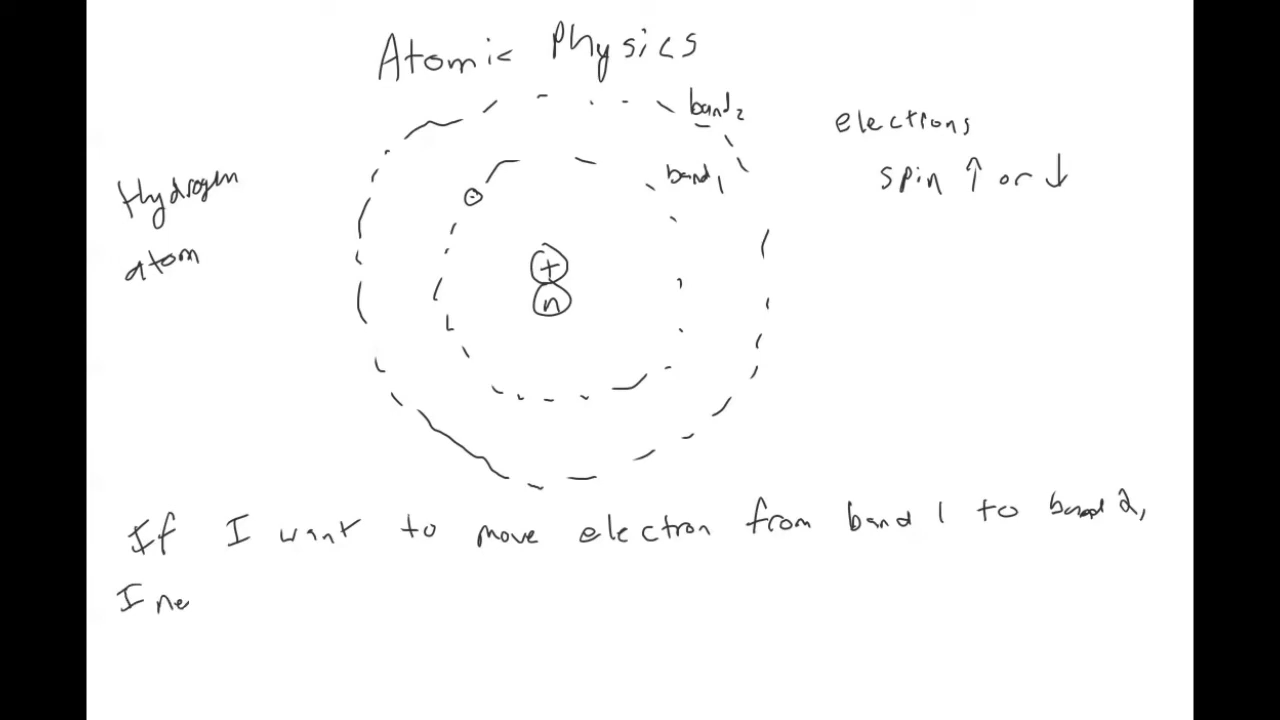 Atomic Physics
band2
electrons
band1
spin ↑ or ↓
Hydrogen
atom
+
n
If I want to move electron from band 1 to band 2,
I ne